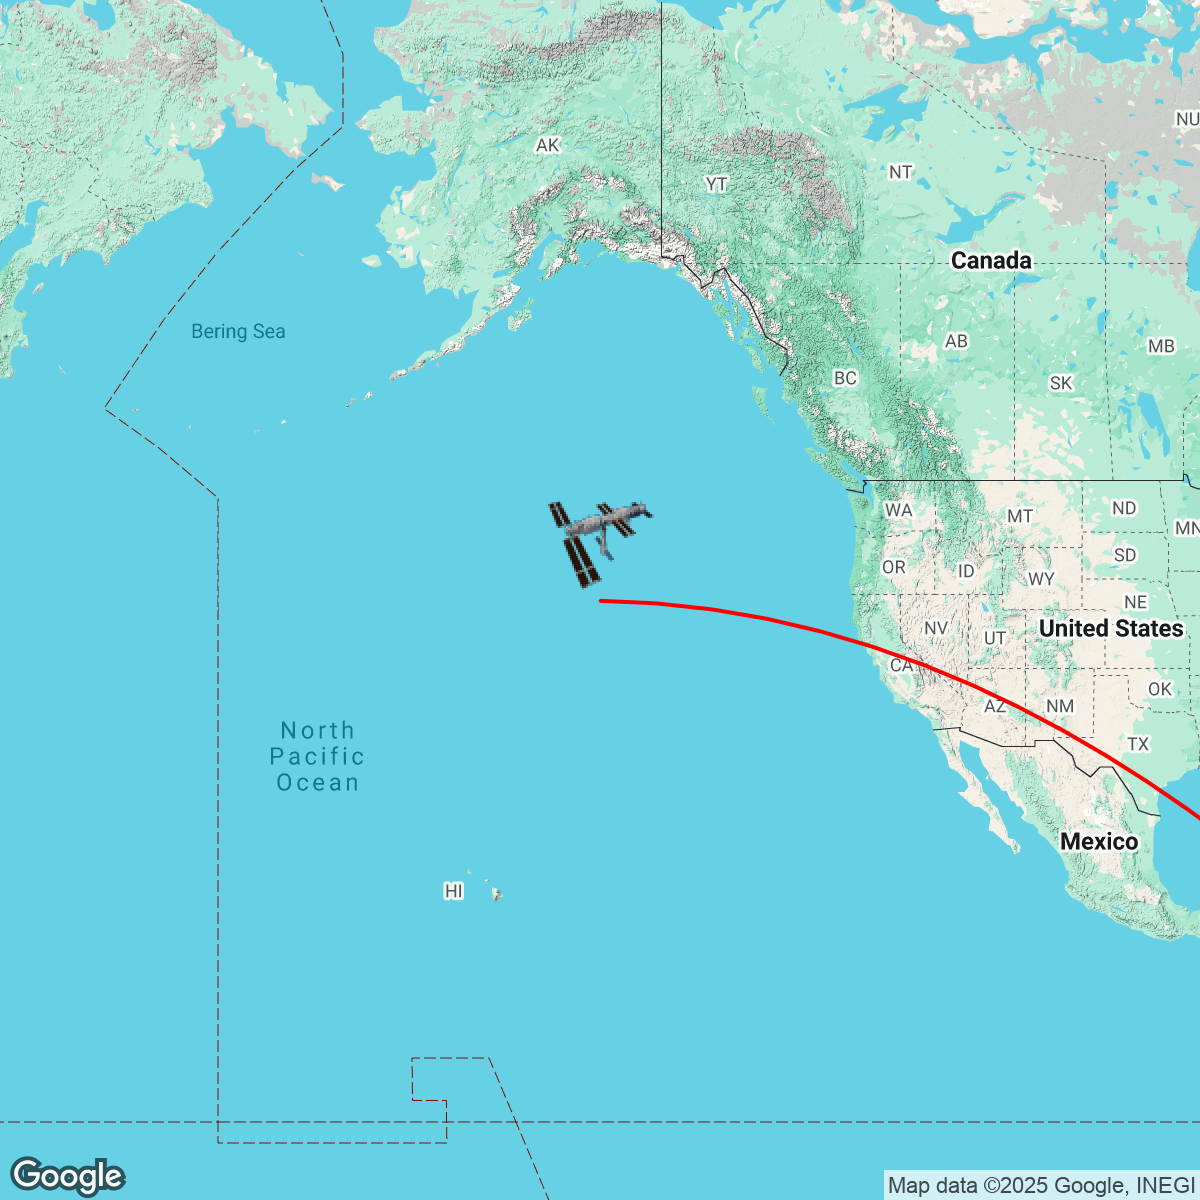 AK
NU
NT
YT
Canada
Bering Sea
AB
MB
BC
SK
WA
MT
ND
MN
SD
OR
ID
WY
NE
NV
UT
United States
CA
OK
AZ
NM
North
Pacific
Ocean
TX
Mexico
HI
Google
Map data ©2025 Google, INEGI